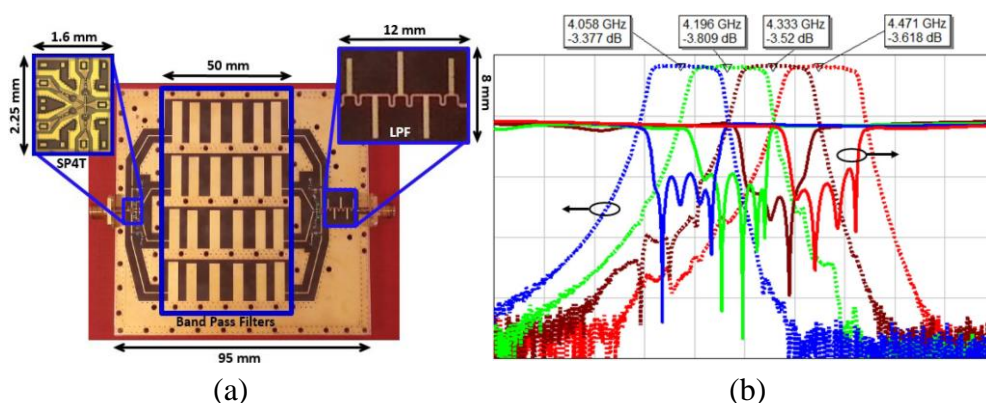 1.6 mm
2.25 mm
SP4T
50 mm
12 mm
8 mm
LPF
Band Pass Filters
95 mm
(a)
4.058 GHz
-3.377 dB
4.196 GHz
-3.809 dB
4.333 GHz
-3.52 dB
4.471 GHz
-3.618 dB
(b)